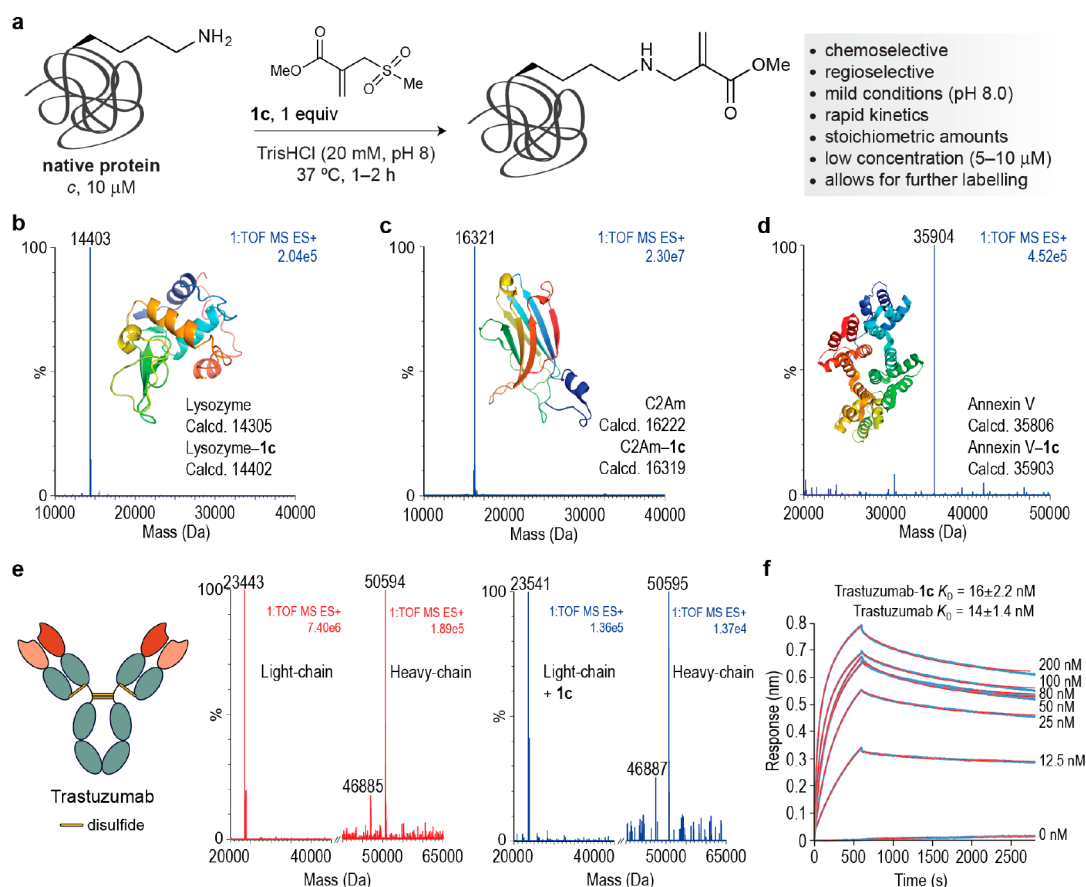 a
NH2
MeO
O
S
O
O
Me
1c, 1 equiv
TrisHCl (20 mM, pH 8)
37 ºC, 1–2 h
native protein
c, 10 μM
H
N
OMe
O
• chemoselective
• regioselective
• mild conditions (pH 8.0)
• rapid kinetics
• stoichiometric amounts
• low concentration (5–10 μM)
• allows for further labelling
b
14403
1:TOF MS ES+
2.04e5
100
%
0
Lysozyme
Calcd. 14305
Lysozyme–1c
Calcd. 14402
10000 20000 30000 40000
Mass (Da)
c
16321
1:TOF MS ES+
2.30e7
100
%
0
C2Am
Calcd. 16222
C2Am–1c
Calcd. 16319
10000 20000 30000 40000
Mass (Da)
d
35904
1:TOF MS ES+
4.52e5
100
%
0
Annexin V
Calcd. 35806
Annexin V–1c
Calcd. 35903
20000 30000 40000 50000
Mass (Da)
e
Trastuzumab
disulfide
100
23443
50594
1:TOF MS ES+
7.40e6
1:TOF MS ES+
1.89e5
Light-chain
Heavy-chain
%
46885
0
20000 40000 50000 65000
Mass (Da)
100
23541
50595
1:TOF MS ES+
1.36e5
1:TOF MS ES+
1.37e4
Light-chain
+ 1c
Heavy-chain
%
46887
0
20000 40000 50000 65000
Mass (Da)
f
Trastuzumab-1c KD = 16±2.2 nM
Trastuzumab KD = 14±1.4 nM
Response (nm)
0.8
0.7
0.6
0.5
0.4
0.3
0.2
0.1
0
200 nM
100 nM
80 nM
50 nM
25 nM
12.5 nM
0 nM
0 500 1000 1500 2000 2500
Time (s)